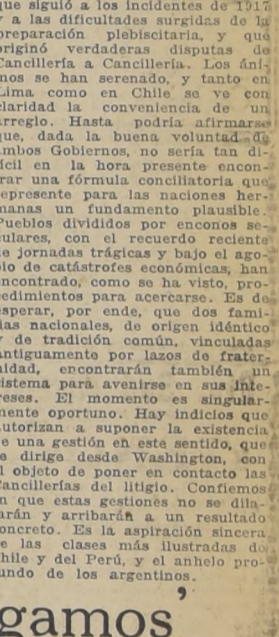 que siguió a los incidentes de 1917
y a las dificultades surgidas de la
preparación plebiscitaria, y que
originó verdaderas disputas de
Cancillería a Cancillería. Los áni-
mos se han serenado, y tanto en
Lima como en Chile se ve con
claridad la conveniencia de un
arreglo. Hasta podría afirmarse
que, dada la buena voluntad de
ambos Gobiernos, no sería tan di-
fícil en la hora presente encon-
trar una fórmula conciliatoria que
represente para las naciones her-
manas un fundamento plausible.
Pueblos divididos por enconos se-
culares, con el recuerdo reciente
de jornadas trágicas y bajo el ago-
bio de catástrofes económicas, han
encontrado, como se ha visto, pro-
cedimientos para acercarse. Es de
esperar, por ende, que dos fami-
lias nacionales, de origen idéntico
y de tradición común, vinculadas
antiguamente por lazos de frater-
nidad, encontrarán también un
sistema para avenirse en sus inte-
reses. El momento es singular-
mente oportuno. Hay indicios que
autorizan a suponer la existencia
de una gestión en este sentido, que
se dirige desde Washington, con
el objeto de poner en contacto las
Cancillerías del litigio. Confiemos
en que estas gestiones no se dila-
tarán y arribarán a un resultado
concreto. Es la aspiración sincera
de las clases más ilustradas de
Chile y del Perú, y el anhelo pro-
fundo de los argentinos.
gamos